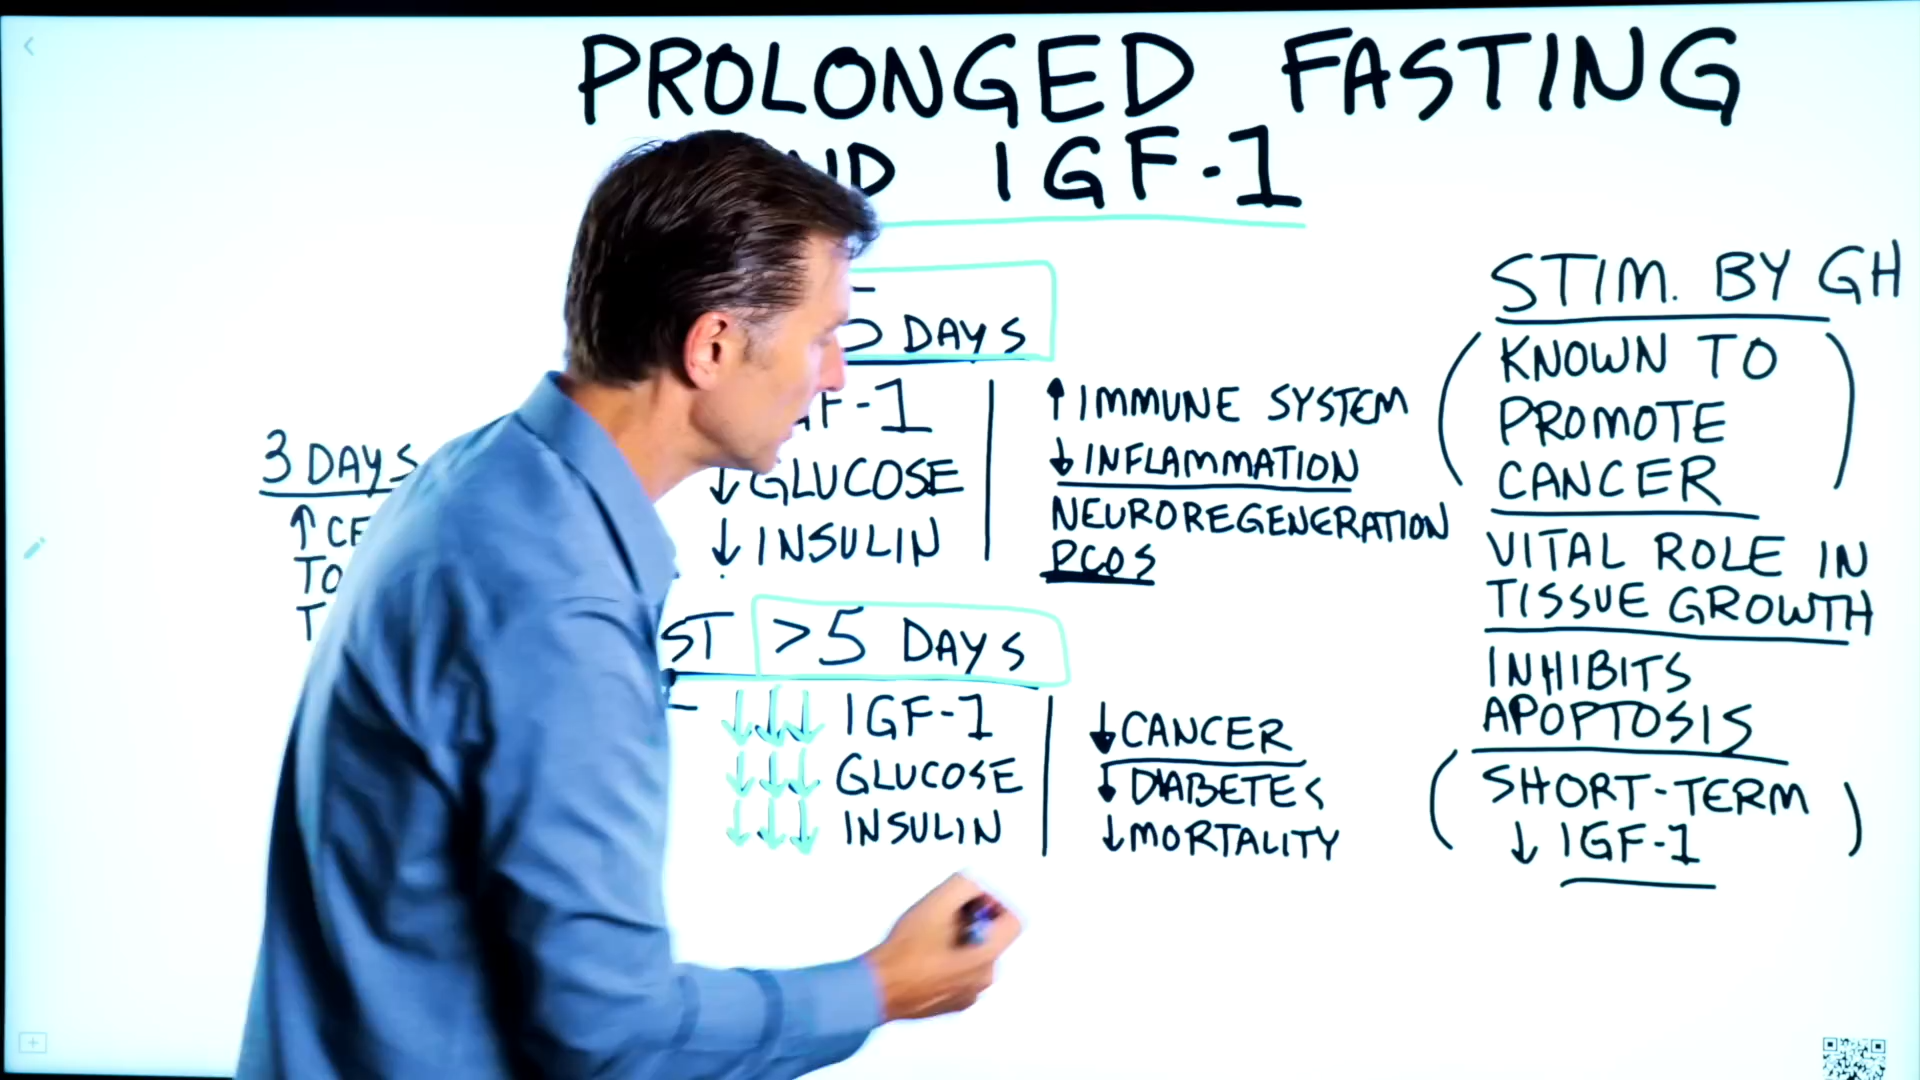 PROLONGED FASTING
IGF-1
DAYS
↑ IMMUNE SYSTEM
↓ INFLAMMATION
NEUROREGENERATION
PCOS
3 DAYS
↓ GLUCOSE
↓ INSULIN
>5 DAYS
↓↓↓ IGF-1
↓↓↓ GLUCOSE
↓↓↓ INSULIN
↓ CANCER
↓ DIABETES
↓ MORTALITY
STIM. BY GH
(KNOWN TO
PROMOTE
CANCER)
VITAL ROLE IN
TISSUE GROWTH
INHIBITS
APOPTOSIS
(SHORT-TERM
↓ IGF-1)